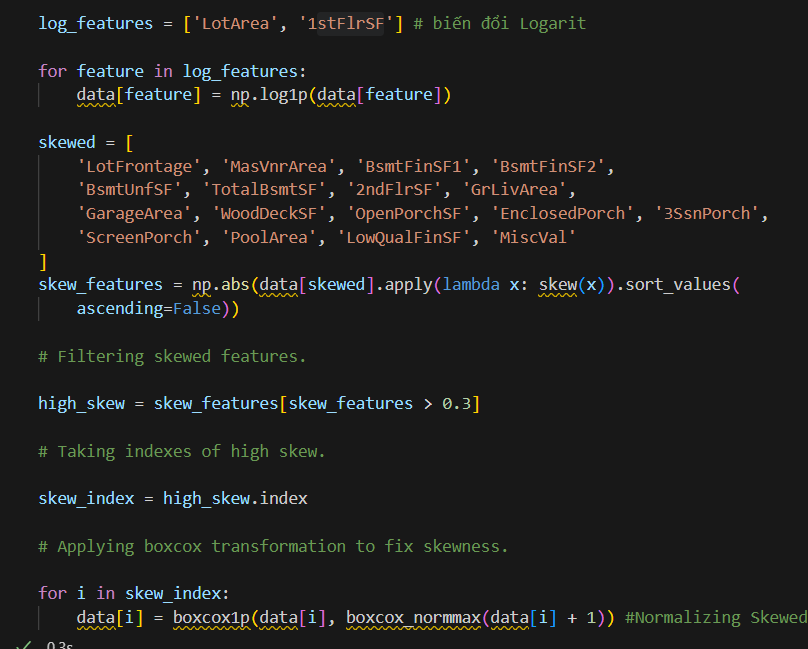 log_features = ['LotArea', '1stFlrSF'] # biến đổi Logarit
for feature in log_features:
data[feature] = np.log1p(data[feature])
skewed = [
'LotFrontage', 'MasVnrArea', 'BsmtFinSF1', 'BsmtFinSF2',
'BsmtUnfSF', 'TotalBsmtSF', '2ndFlrSF', 'GrLivArea',
'GarageArea', 'WoodDeckSF', 'OpenPorchSF', 'EnclosedPorch', '3SsnPorch',
'ScreenPorch', 'PoolArea', 'LowQualFinSF', 'MiscVal'
]
skew_features = np.abs(data[skewed].apply(lambda x: skew(x)).sort_values(
ascending=False))
# Filtering skewed features.
high_skew = skew_features[skew_features > 0.3]
# Taking indexes of high skew.
skew_index = high_skew.index
# Applying boxcox transformation to fix skewness.
for i in skew_index:
data[i] = boxcox1p(data[i], boxcox_normmax(data[i] + 1)) #Normalizing Skewed
0.3s